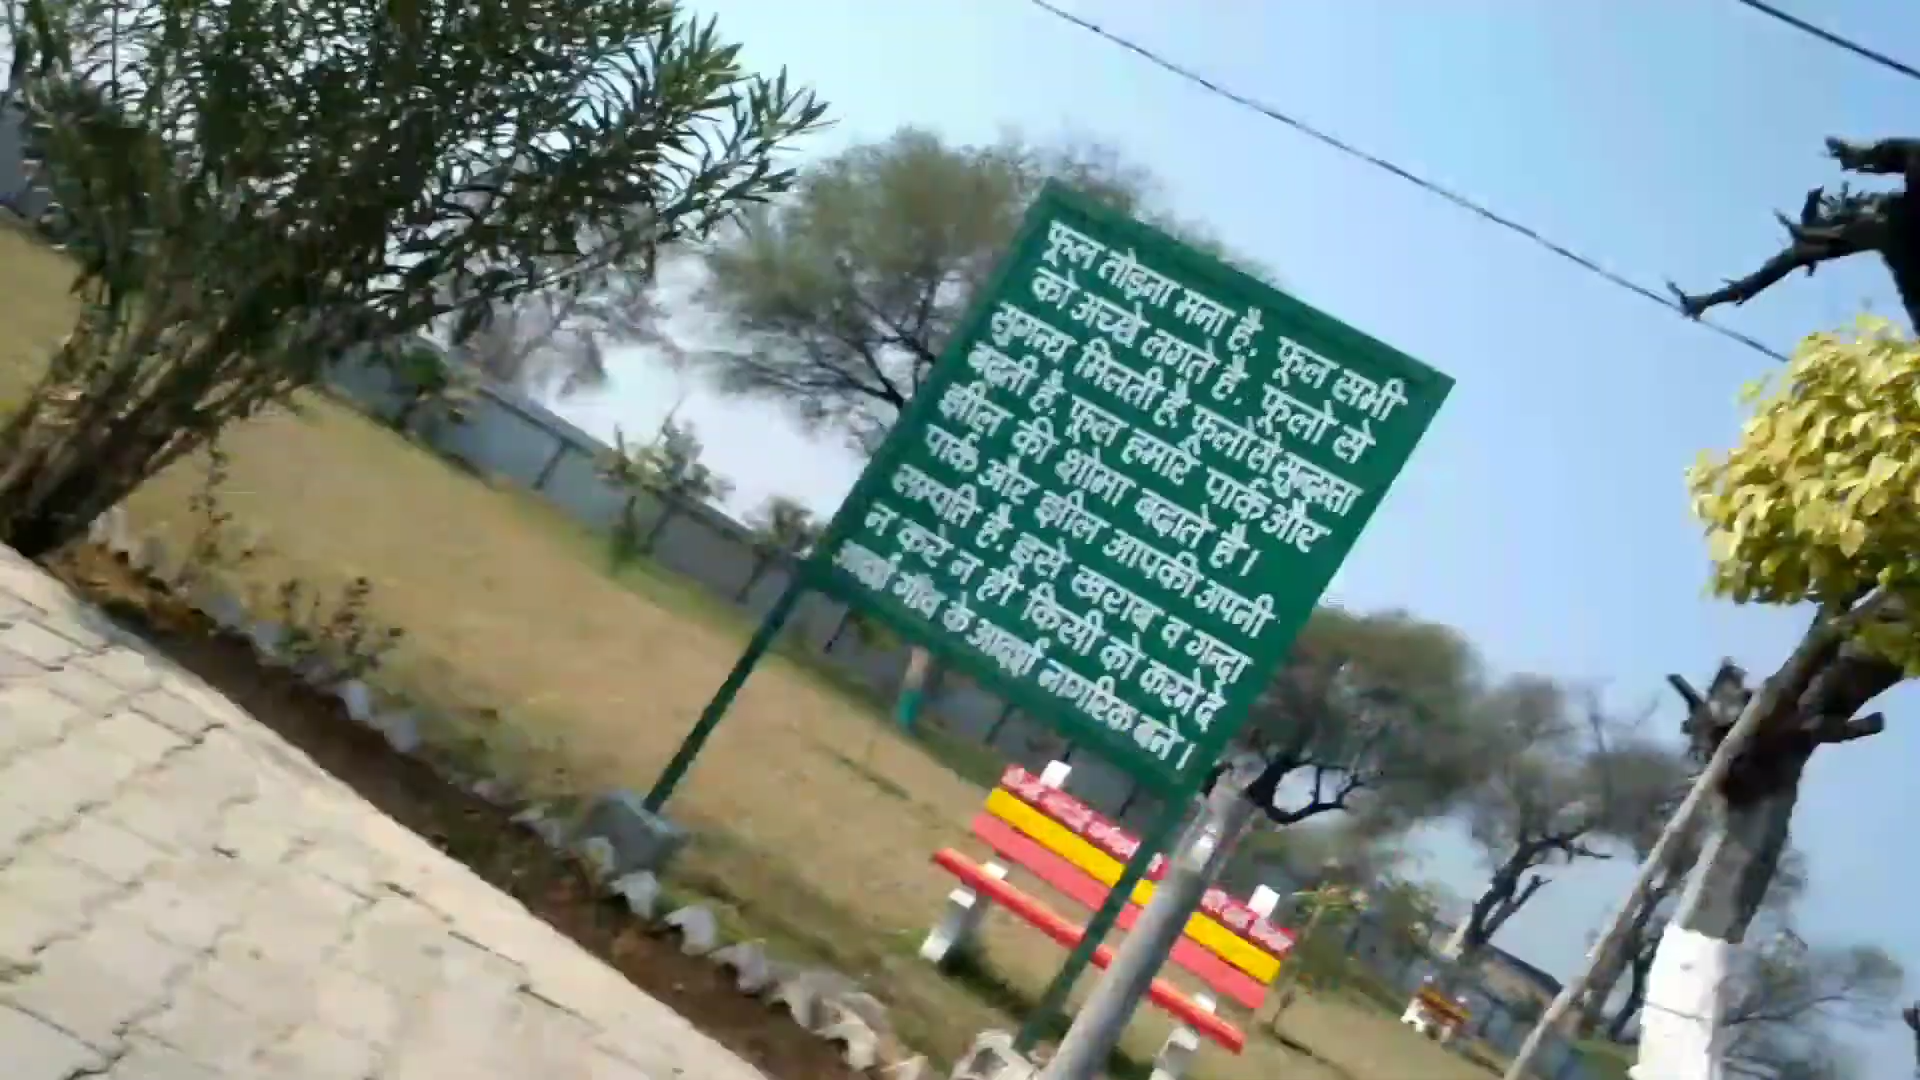 फूल तोड़ना मना है, फूल सभी
को अच्छे लगते है, फूलो से
सुगन्ध मिलती है, फूलो से सुन्दरता
बढ़ती है, फूल हमारे पार्क और
झील की शोभा बढ़ाते है।
पार्क और झील आपकी अपनी
सम्पति है, इसे खराब व गन्दा
न करे न ही किसी को करने दे
आदर्श गाँव के आदर्श नागरिक बने।